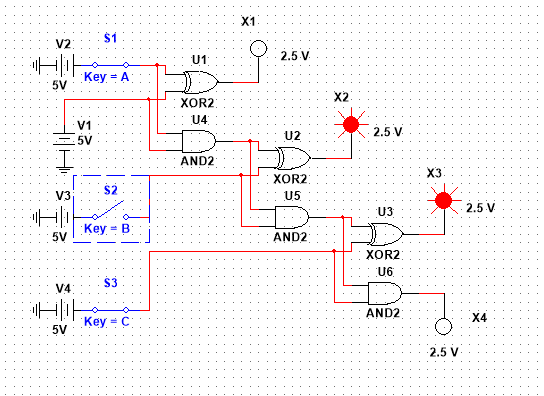 X1
V2
S1
U1
2.5 V
Key = A
5V
XOR2
X2
V1
5V
U4
U2
2.5 V
AND2
XOR2
X3
V3
S2
U5
2.5 V
U3
Key = B
5V
AND2
XOR2
V4
S3
U6
Key = C
5V
AND2
X4
2.5 V